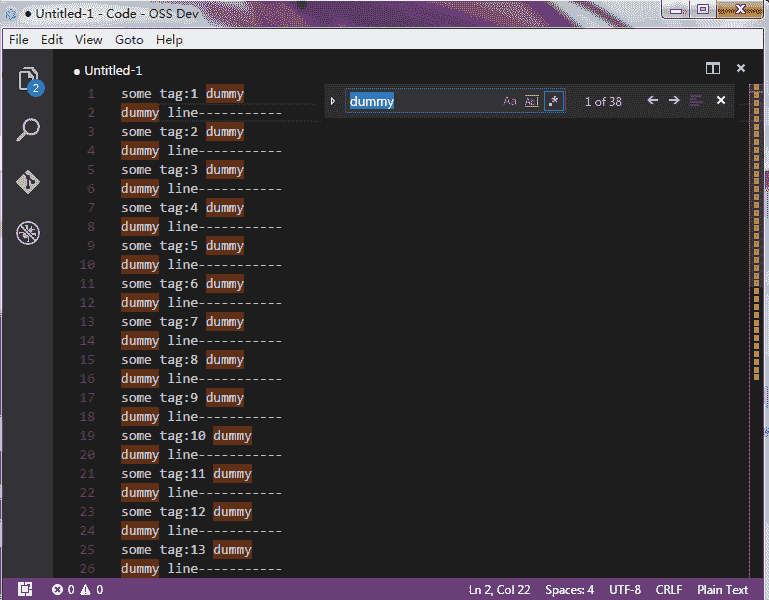 ● Untitled-1 - Code - OSS Dev
File Edit View Goto Help
2
● Untitled-1
dummy Aa Ab| .* 1 of 38
1 some tag:1 dummy
2 dummy line-----------
3 some tag:2 dummy
4 dummy line-----------
5 some tag:3 dummy
6 dummy line-----------
7 some tag:4 dummy
8 dummy line-----------
9 some tag:5 dummy
10 dummy line-----------
11 some tag:6 dummy
12 dummy line-----------
13 some tag:7 dummy
14 dummy line-----------
15 some tag:8 dummy
16 dummy line-----------
17 some tag:9 dummy
18 dummy line-----------
19 some tag:10 dummy
20 dummy line-----------
21 some tag:11 dummy
22 dummy line-----------
23 some tag:12 dummy
24 dummy line-----------
25 some tag:13 dummy
26 dummy line-----------
0 0 Ln 2, Col 22 Spaces: 4 UTF-8 CRLF Plain Text